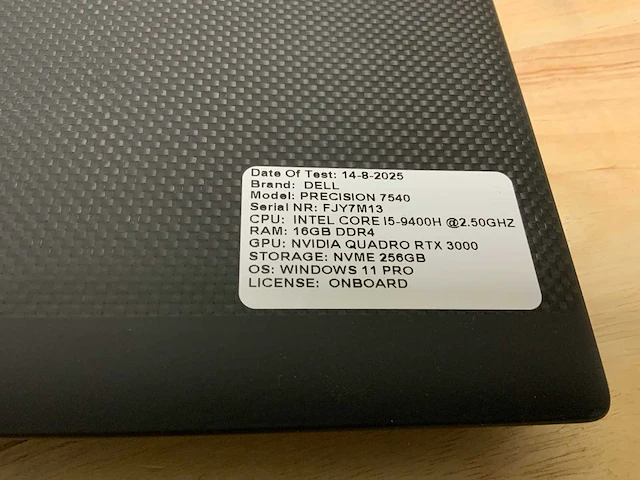 Date Of Test: 14-8-2025
Brand: DELL
Model: PRECISION 7540
Serial NR: FJY7M13
CPU: INTEL CORE I5-9400H @2.50GHZ
RAM: 16GB DDR4
GPU: NVIDIA QUADRO RTX 3000
STORAGE: NVME 256GB
OS: WINDOWS 11 PRO
LICENSE: ONBOARD